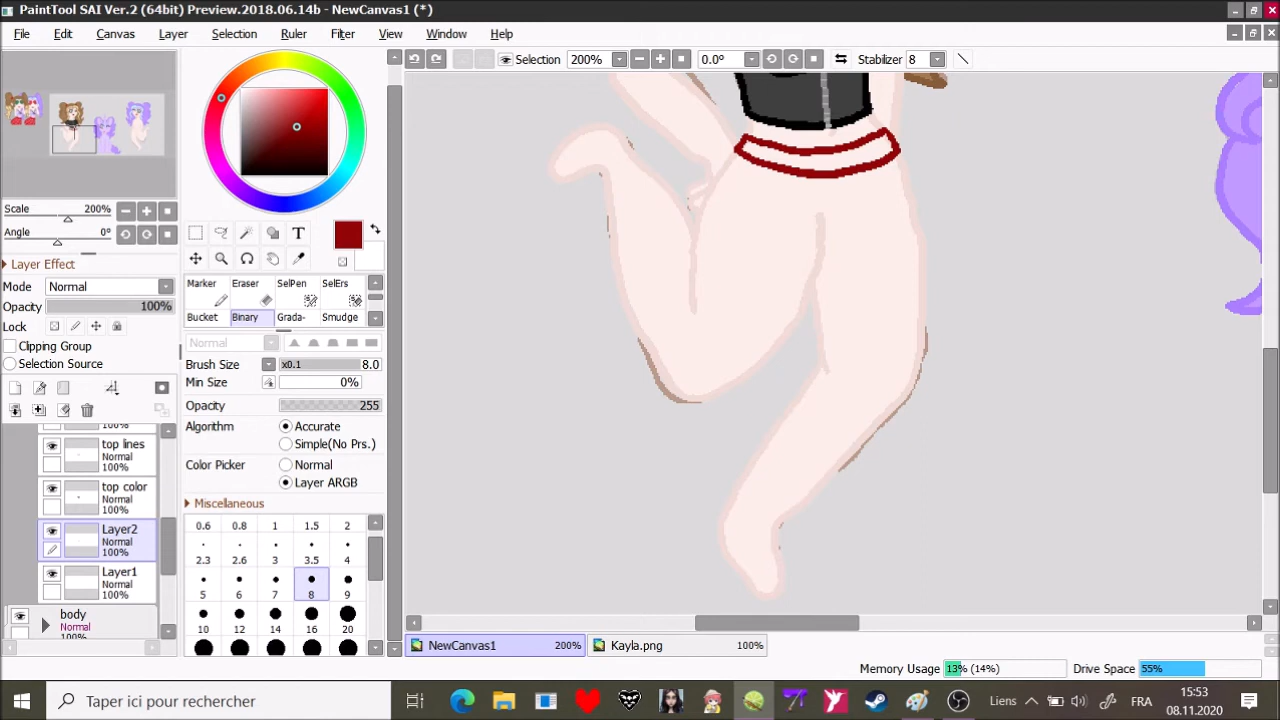 PaintTool SAI Ver.2 (64bit) Preview.2018.06.14b - NewCanvas1 (*)
File Edit Canvas Layer Selection Ruler Filter View Window Help
Selection 200% 0.0° Stabilizer 8
Scale 200%
Angle 0°
Layer Effect
Mode Normal
Opacity 100%
Lock
Clipping Group
Selection Source
T
Marker Eraser SelPen SelErs
Bucket Binary Grada- Smudge
Normal
Brush Size x0.1 8.0
Min Size 0%
Opacity 255
Algorithm Accurate
Simple(No Prs.)
Color Picker Normal
Layer ARGB
Miscellaneous
0.6 0.8 1 1.5 2
2.3 2.6 3 3.5 4
5 6 7 8 9
10 12 14 16 20
100%
top lines
Normal
100%
top color
Normal
100%
Layer2
Normal
100%
Layer1
Normal
100%
body
Normal
100%
NewCanvas1 200% Kayla.png 100%
Memory Usage 13% (14%) Drive Space 55%
Taper ici pour rechercher
Liens FRA 15:53
08.11.2020